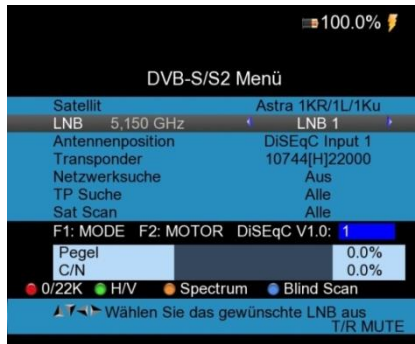 100.0%
DVB-S/S2 Menü
Satellit Astra 1KR/1L/1Ku
LNB 5,150 GHz LNB 1
Antennenposition DiSEqC Input 1
Transponder 10744[H]22000
Netzwerksuche Aus
TP Suche Alle
Sat Scan Alle
F1: MODE F2: MOTOR DiSEqC V1.0: 1
Pegel 0.0%
C/N 0.0%
0/22K H/V Spectrum Blind Scan
Wählen Sie das gewünschte LNB aus
T/R MUTE